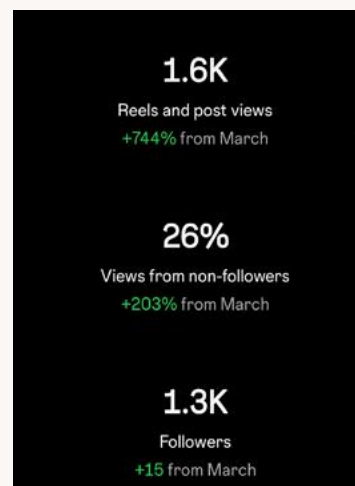 1.6K
Reels and post views
+744% from March
26%
Views from non-followers
+203% from March
1.3K
Followers
+15 from March